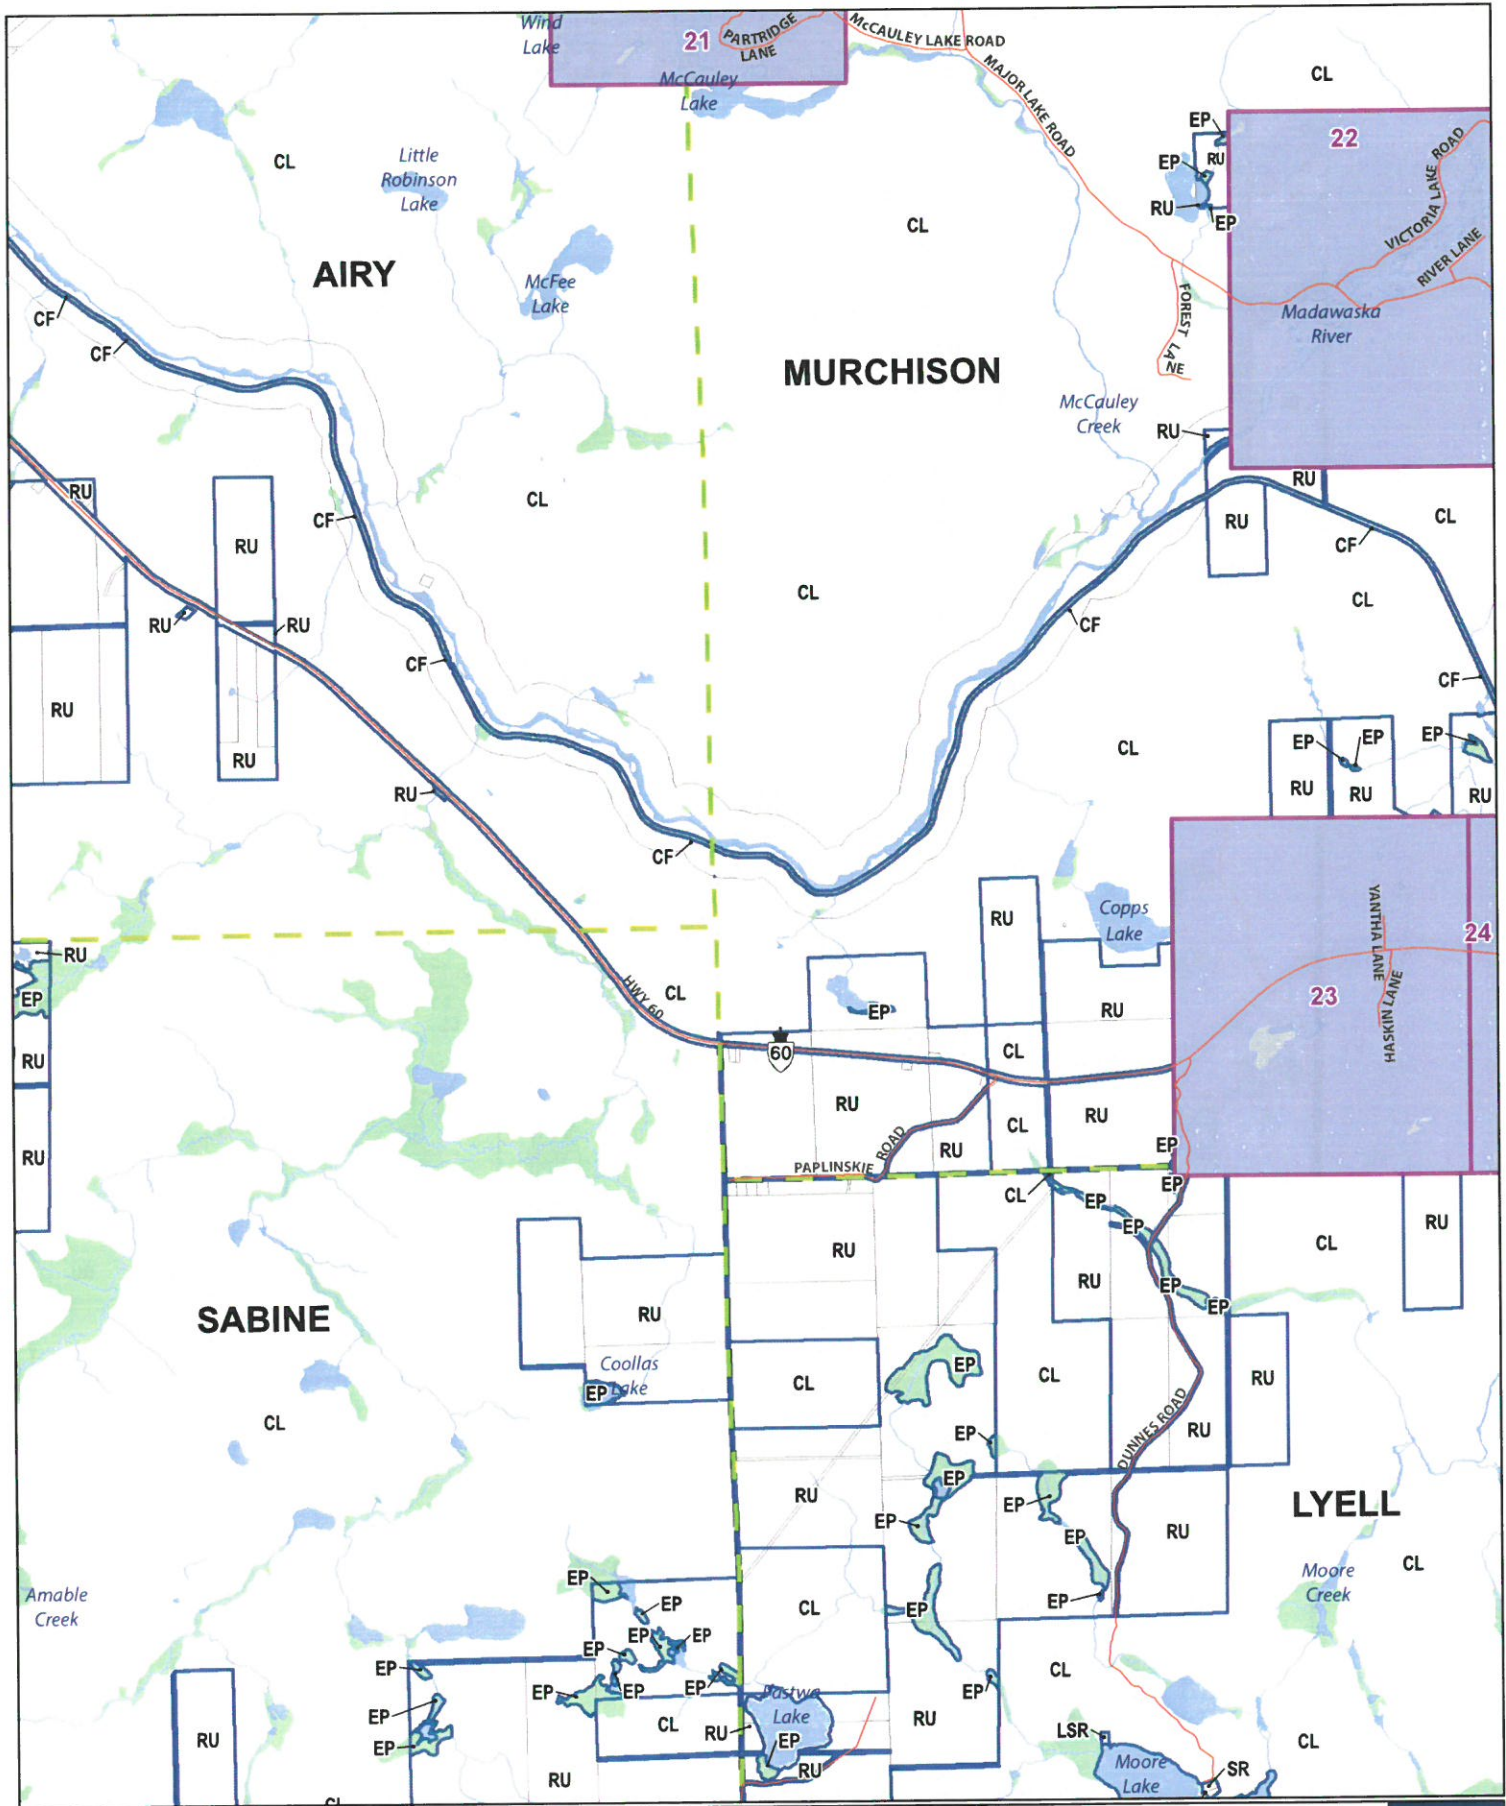 Wind
Lake
21
PARTRIDGE
LANE
McCAULEY LAKE ROAD
McCauley
Lake
MAJOR LAKE ROAD
CL
EP
22
RU
EP
RU
EP
VICTORIA LAKE ROAD
RIVER LANE
CL
Little
Robinson
Lake
CL
AIRY
McFee
Lake
CF
CF
FOREST LANE
Madawaska
River
MURCHISON
McCauley
Creek
RU
RU
RU
CL
CF
RU
RU
CL
CF
RU
RU
CF
CL
CL
CF
RU
RU
CF
CL
EP
EP
EP
RU
RU
RU
RU
CF
YANTHA LANE
24
Copps
Lake
RU
RU
EP
HWY 60
CL
EP
RU
23
HASKIN LANE
60
CL
RU
RU
RU
CL
RU
ROAD
RU
EP
PAPLINSKIE
RU
EP
CL
EP
EP
RU
RU
CL
RU
EP
EP
SABINE
RU
Coollas
Lake
EP
CL
EP
CL
RU
CL
DUNNES ROAD
RU
EP
EP
RU
EP
EP
LYELL
EP
RU
CL
Moore
Creek
Amable
Creek
EP
EP
CL
EP
EP
EP
EP
EP
EP
EP
EP
EP
EP
CL
EP
Pastwa
Lake
EP
EP
RU
CL
RU
EP
RU
RU
LSR
CL
Moore
Lake
SR
RU
CL